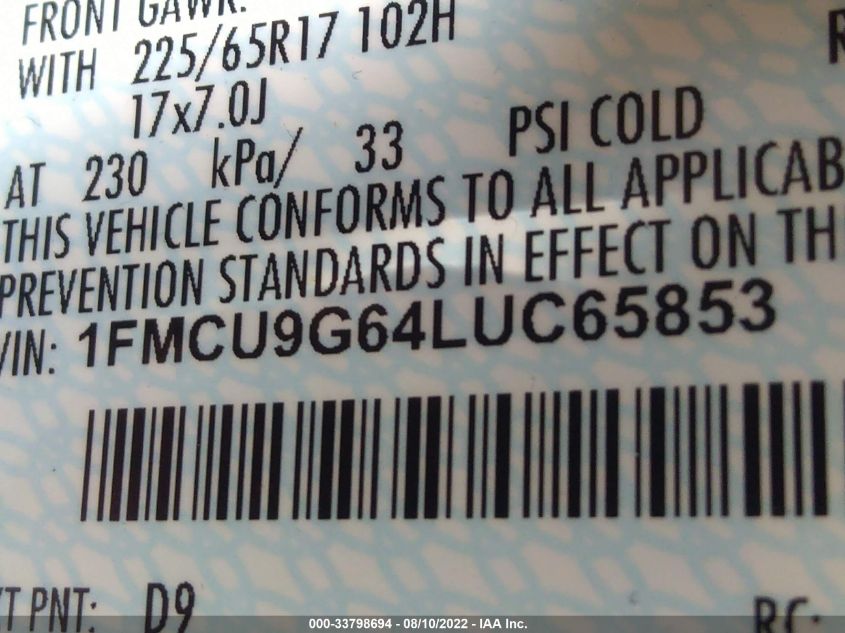 FRONT GAWR:
WITH 225/65R17 102H
17x7.0J
AT 230 kPa/ 33 PSI COLD
THIS VEHICLE CONFORMS TO ALL APPLICAB
PREVENTION STANDARDS IN EFFECT ON TH
VIN: 1FMCU9G64LUC65853
PNT: D9 RC:
000-33798694 - 08/10/2022 - IAA Inc.